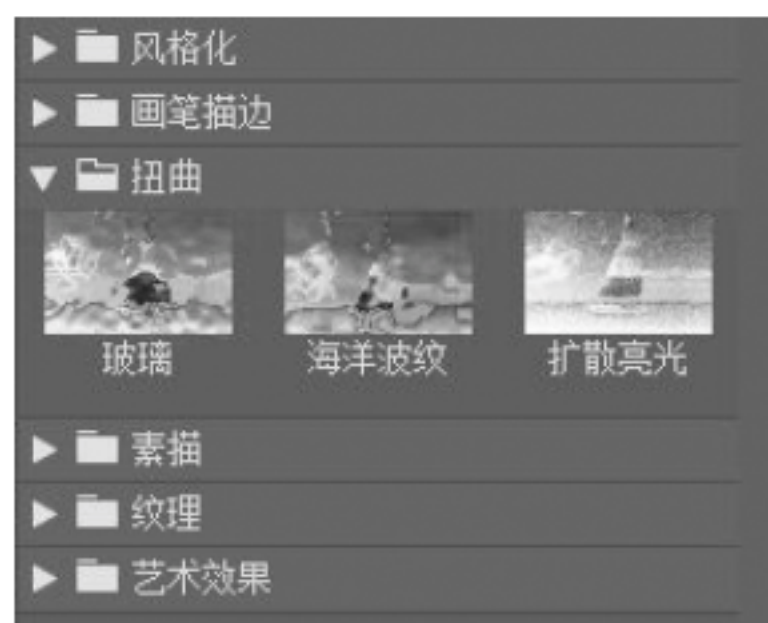 风格化
画笔描边
扭曲
玻璃 海洋波纹 扩散亮光
素描
纹理
艺术效果